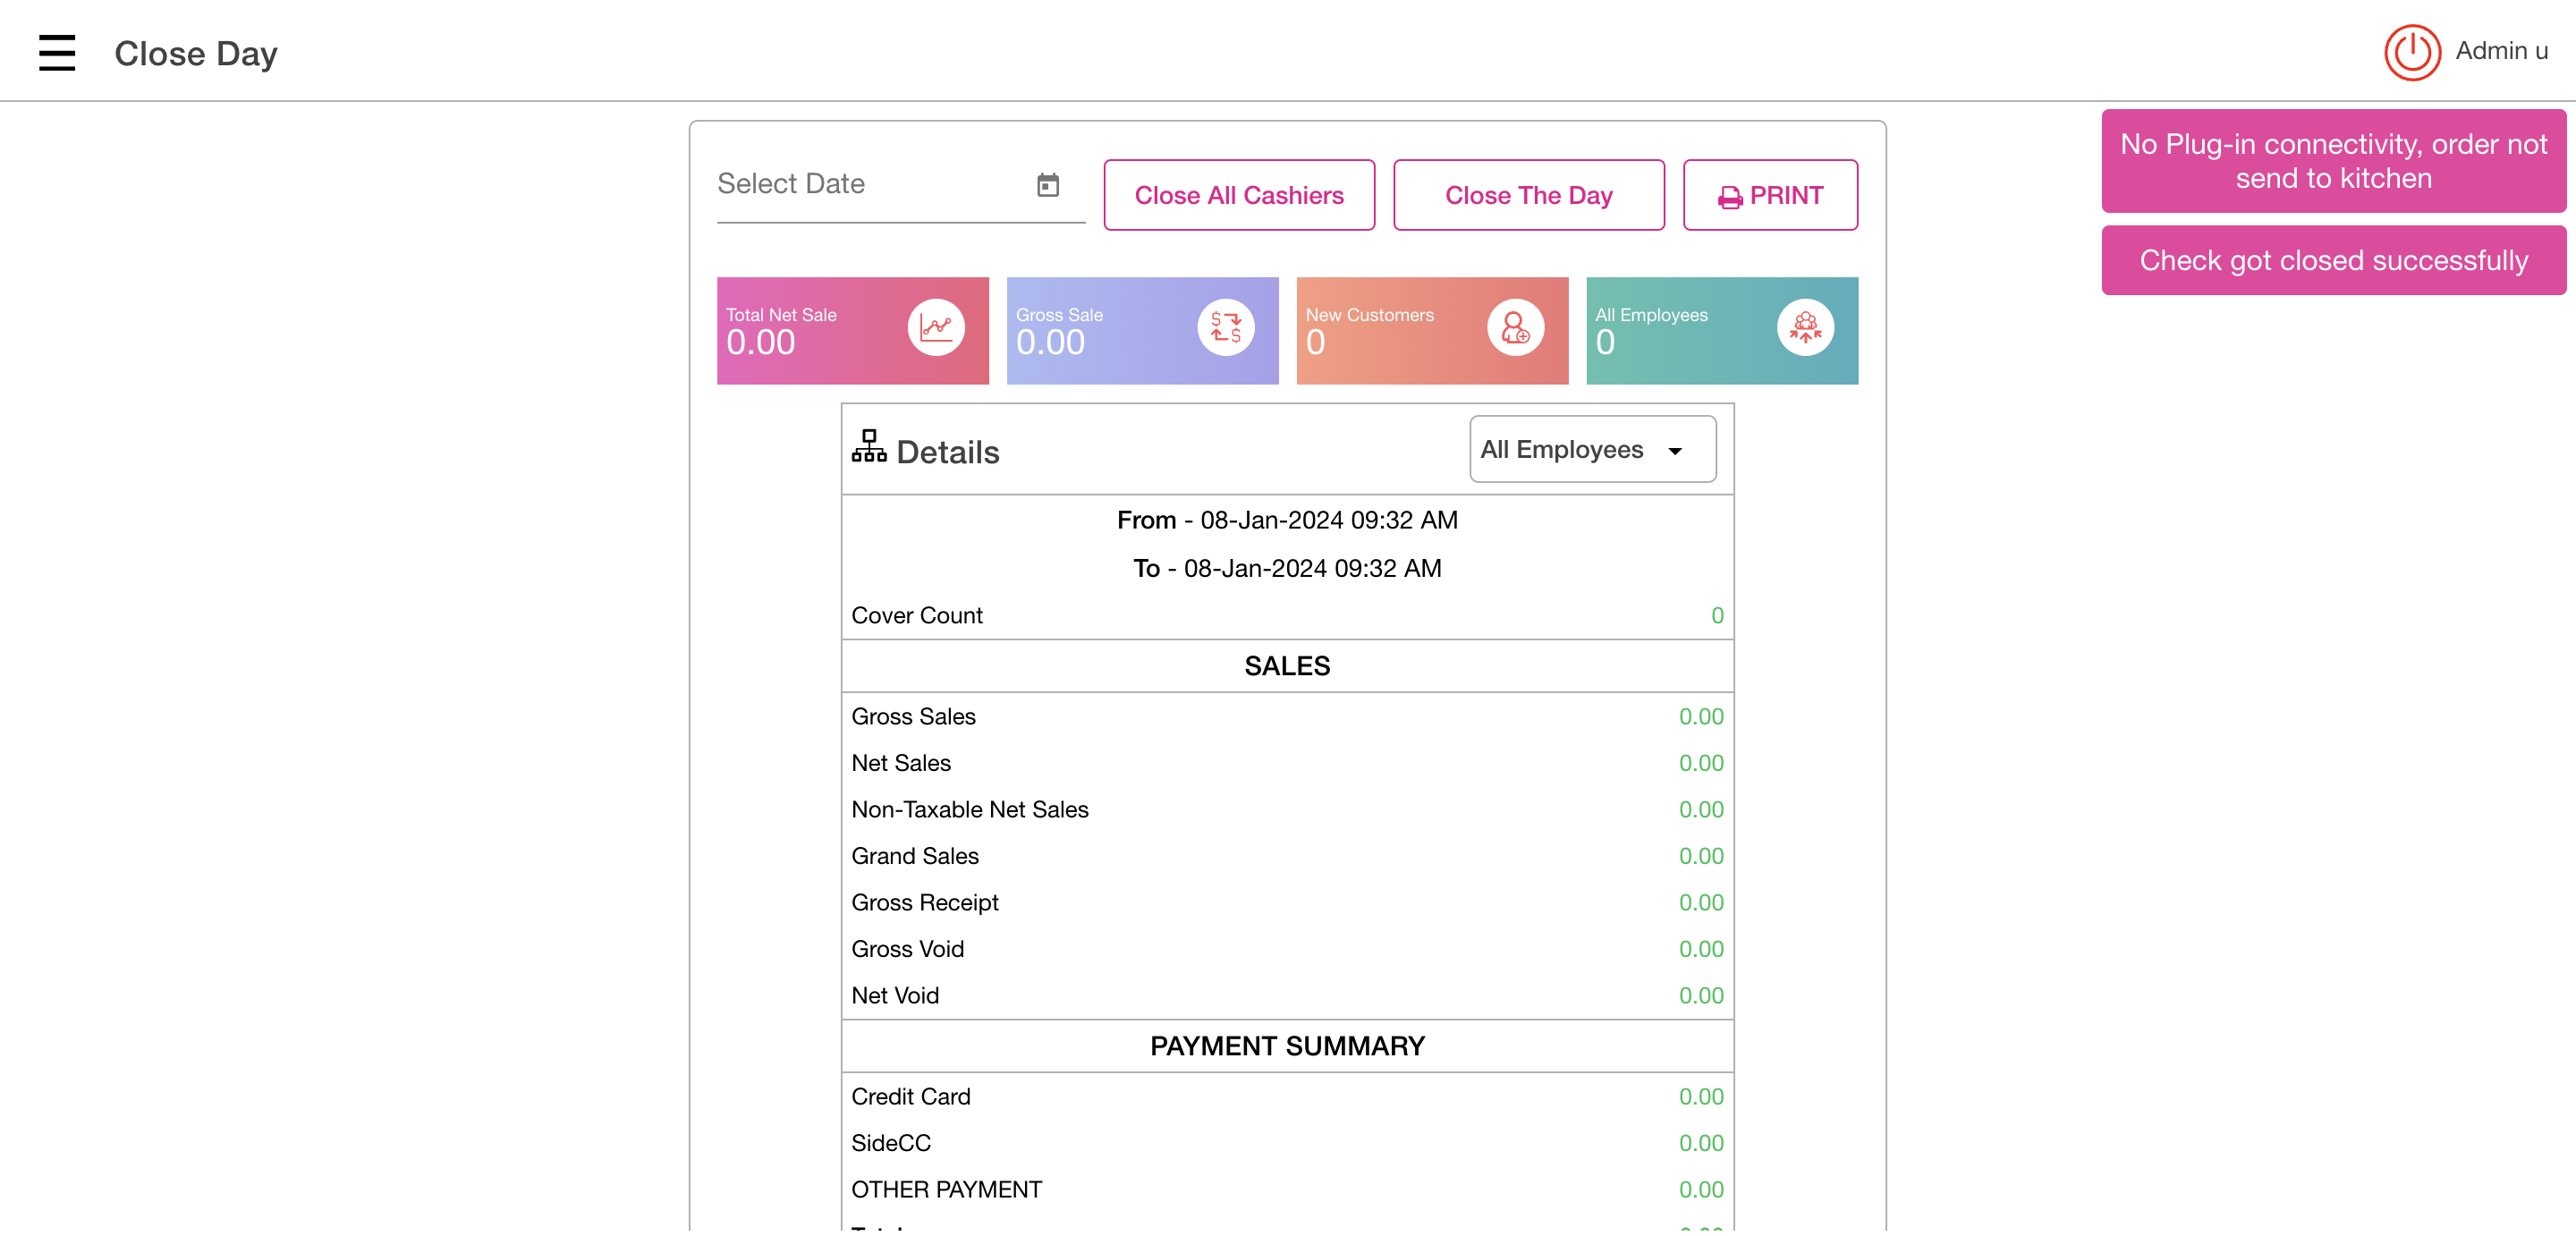 Close Day
Admin u
No Plug-in connectivity, order not
send to kitchen
Check got closed successfully
Select Date
Close All Cashiers
Close The Day
PRINT
Total Net Sale
0.00
Gross Sale
0.00
New Customers
0
All Employees
0
Details
All Employees
From - 08-Jan-2024 09:32 AM
To - 08-Jan-2024 09:32 AM
Cover Count 0
SALES
Gross Sales 0.00
Net Sales 0.00
Non-Taxable Net Sales 0.00
Grand Sales 0.00
Gross Receipt 0.00
Gross Void 0.00
Net Void 0.00
PAYMENT SUMMARY
Credit Card 0.00
SideCC 0.00
OTHER PAYMENT 0.00